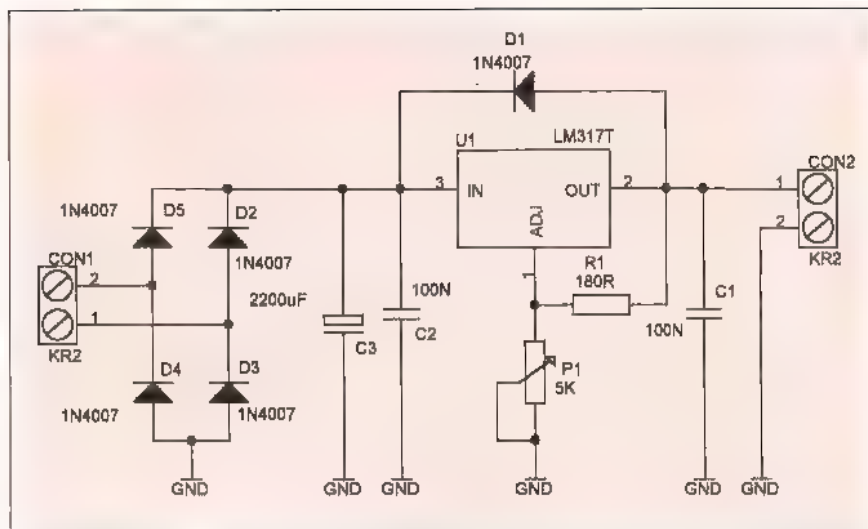 D1
1N4007
U1
LM317T
CON2
3
IN
OUT
2
1
ADJ
2
1N4007
D5
D2
CON1
2
1N4007
1
R1
180R
KR2
2200uF
100N
1
C1
KR2
C3
C2
100N
D4
D3
P1
5K
1N4007
1N4007
GND
GND
GND
GND
GND
GND